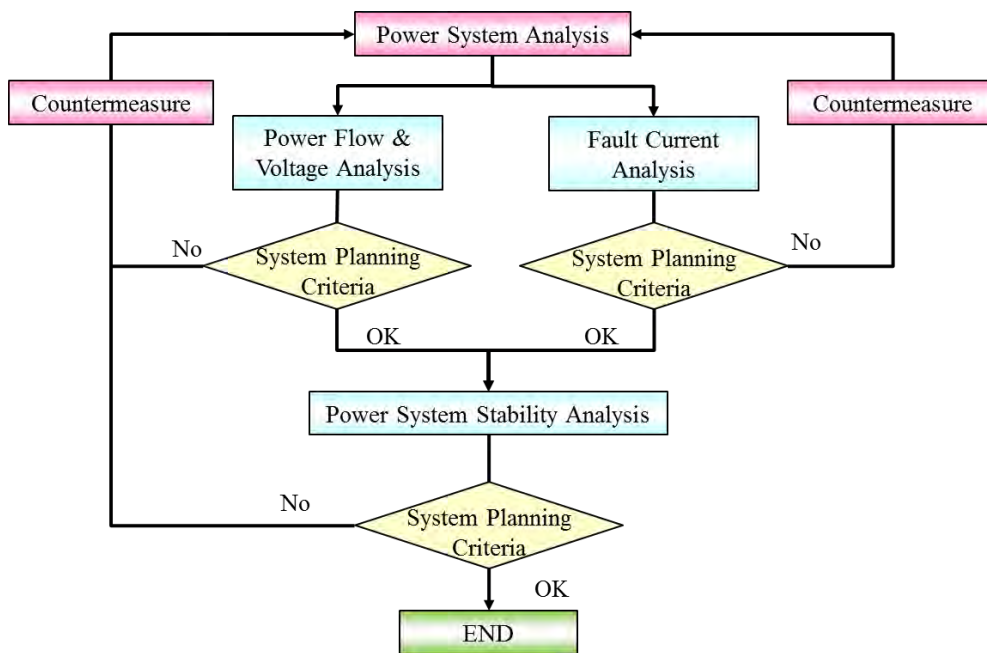 Power System Analysis
Countermeasure
Countermeasure
Power Flow &
Voltage Analysis
Fault Current
Analysis
No
System Planning
Criteria
System Planning
Criteria
No
OK
OK
Power System Stability Analysis
No
System Planning
Criteria
OK
END